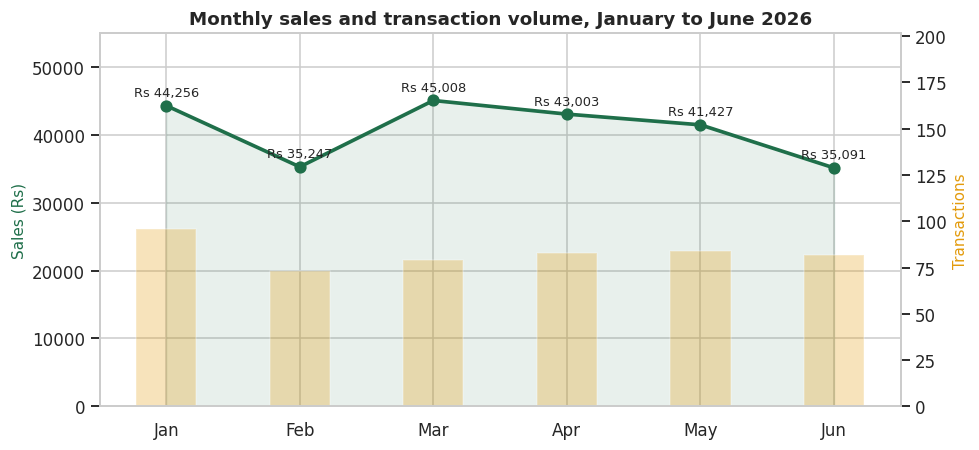 Monthly sales and transaction volume, January to June 2026
Sales (Rs)
50000
40000
30000
20000
10000
0
Rs 44,256
Rs 35,247
Rs 45,008
Rs 43,003
Rs 41,427
Rs 35,091
200
175
150
125
100
75
50
25
0
Transactions
Jan Feb Mar Apr May Jun